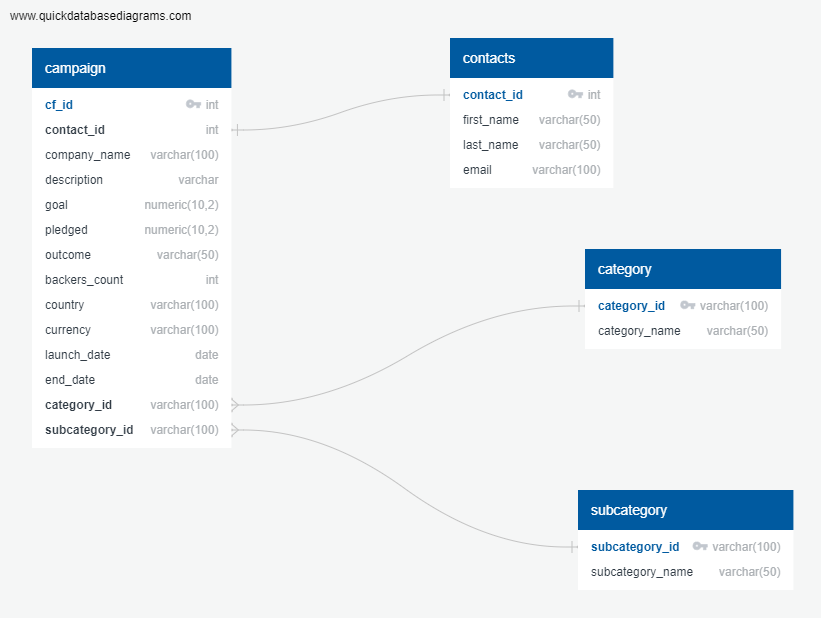 www.quickdatabasediagrams.com
campaign
cf_id int
contact_id int
company_name varchar(100)
description varchar
goal numeric(10,2)
pledged numeric(10,2)
outcome varchar(50)
backers_count int
country varchar(100)
currency varchar(100)
launch_date date
end_date date
category_id varchar(100)
subcategory_id varchar(100)
contacts
contact_id int
first_name varchar(50)
last_name varchar(50)
email varchar(100)
category
category_id varchar(100)
category_name varchar(50)
subcategory
subcategory_id varchar(100)
subcategory_name varchar(50)